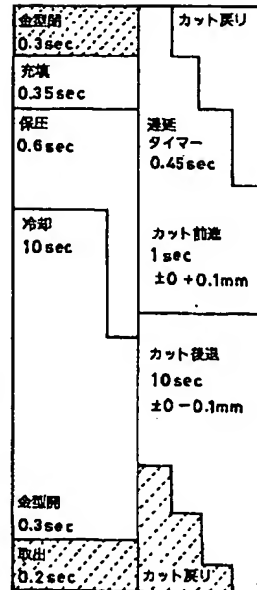 金型閉
0.3sec
充填
0.35sec
保圧
0.6sec
冷却
10sec
金型開
0.3sec
取出
0.2sec
カット戻り
遅延
タイマー
0.45sec
カット前進
1sec
±0+0.1mm
カット後退
10sec
±0-0.1mm
カット戻り